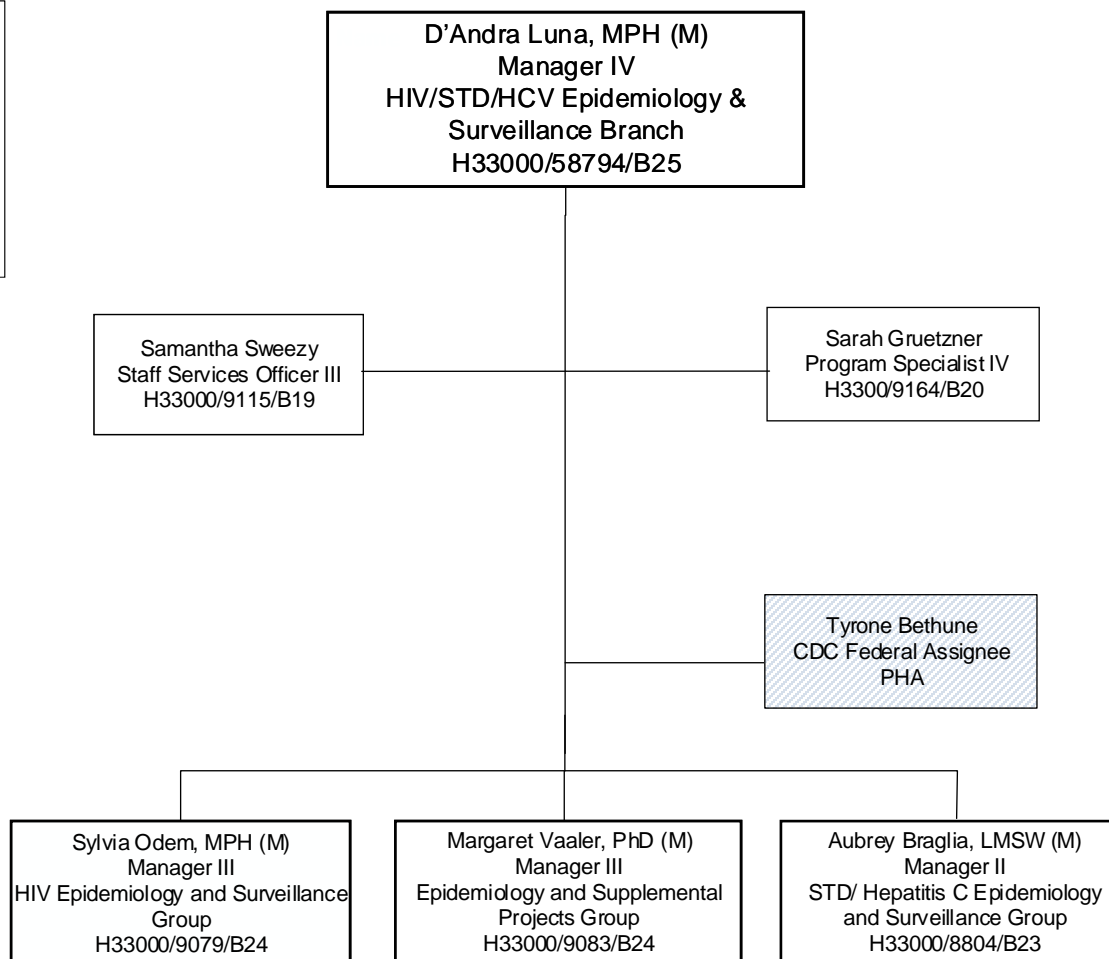 D'Andra Luna, MPH (M)
Manager IV
HIV/STD/HCV Epidemiology &
Surveillance Branch
H33000/58794/B25
Samantha Sweezy
Staff Services Officer III
H33000/9115/B19
Sarah Gruetzner
Program Specialist IV
H3300/9164/B20
Tyrone Bethune
CDC Federal Assignee
PHA
Sylvia Odem, MPH (M)
Manager III
HIV Epidemiology and Surveillance
Group
H33000/9079/B24
Margaret Vaaler, PhD (M)
Manager III
Epidemiology and Supplemental
Projects Group
H33000/9083/B24
Aubrey Braglia, LMSW (M)
Manager II
STD/ Hepatitis C Epidemiology
and Surveillance Group
H33000/8804/B23